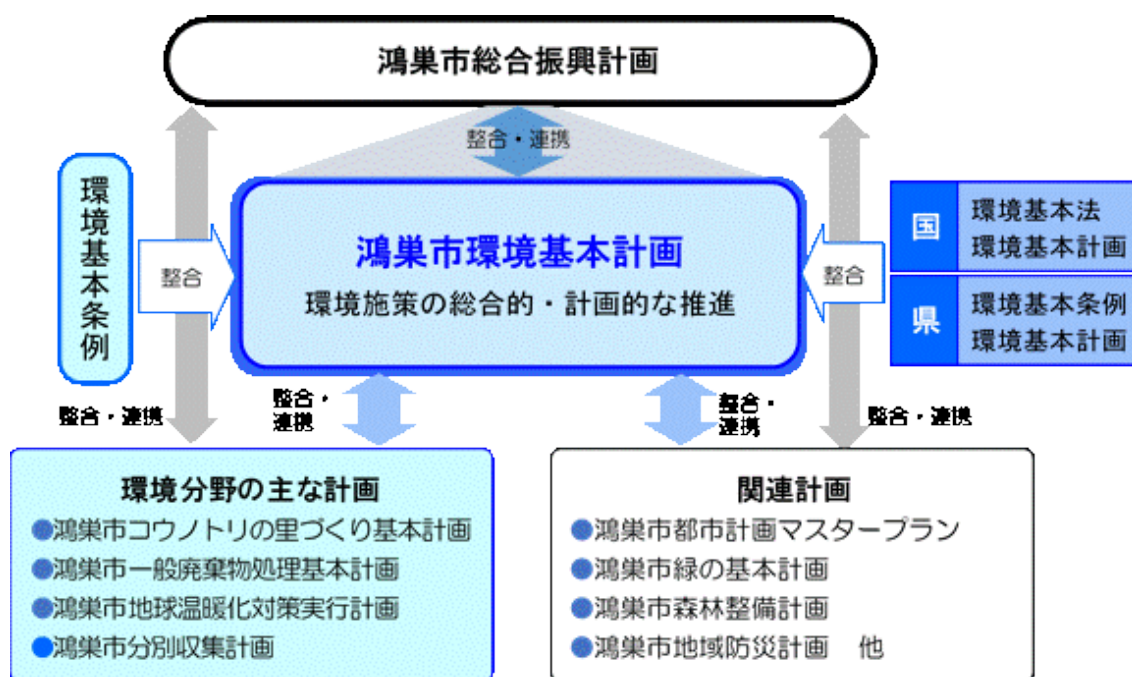 鴻巣市総合振興計画
整合・連携
環境基本条例
整合
鴻巣市環境基本計画
環境施策の総合的・計画的な推進
整合
国
環境基本法
環境基本計画
県
環境基本条例
環境基本計画
整合・連携
整合・
連携
整合・
連携
整合・連携
環境分野の主な計画
●鴻巣市コウノトリの里づくり基本計画
●鴻巣市一般廃棄物処理基本計画
●鴻巣市地球温暖化対策実行計画
●鴻巣市分別収集計画
関連計画
●鴻巣市都市計画マスタープラン
●鴻巣市緑の基本計画
●鴻巣市森林整備計画
●鴻巣市地域防災計画　他